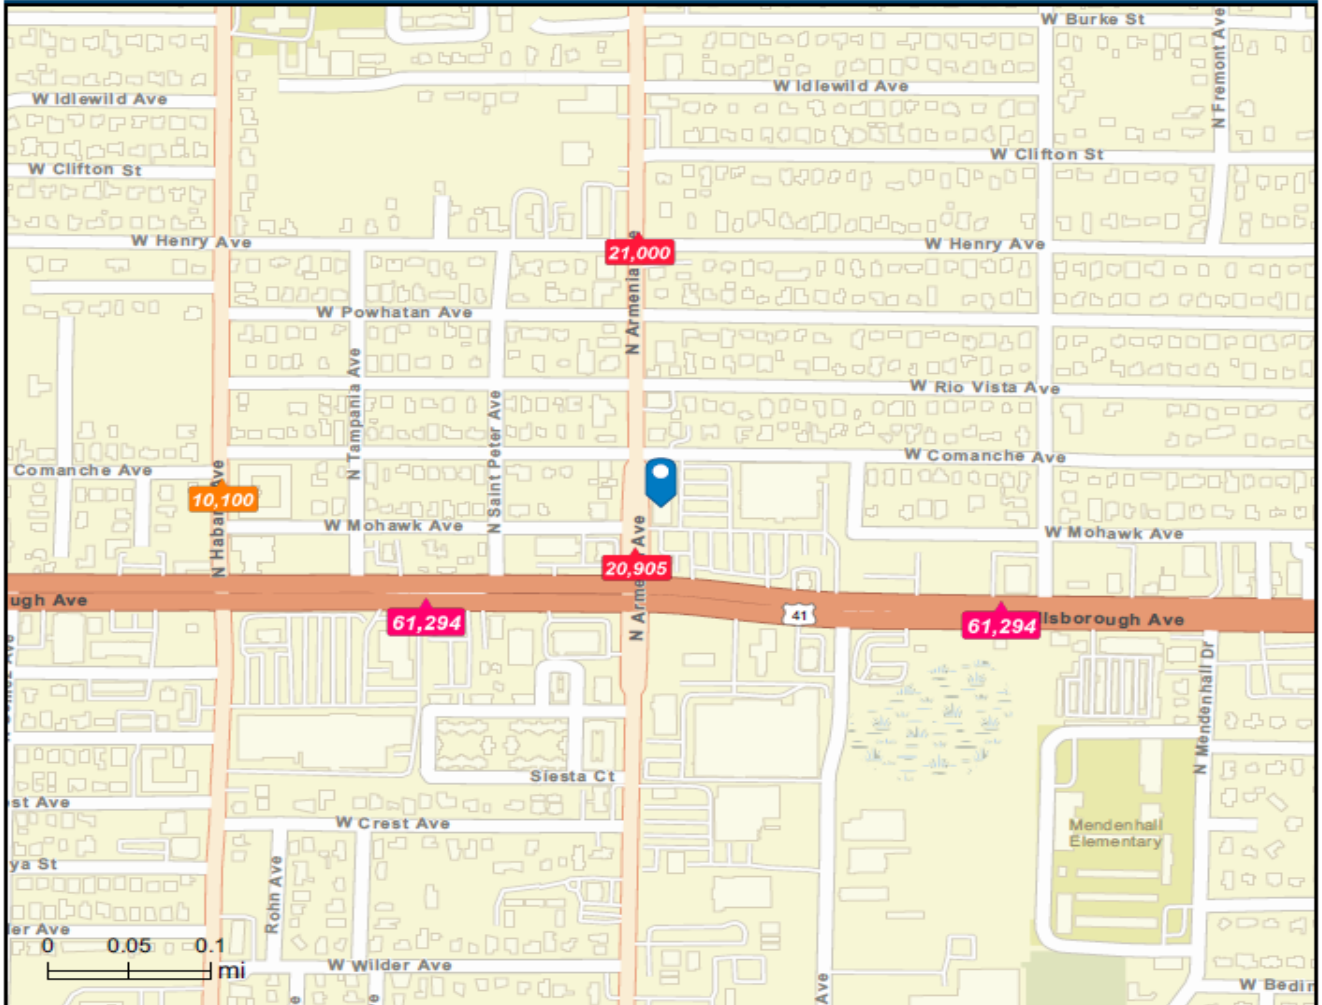 W Burke St
N Fremont Ave
W Idlewild Ave
W Idlewild Ave
W Clifton St
W Clifton St
W Henry Ave
W Henry Ave
21,000
N Armenia
W Powhatan Ave
N Tampania Ave
W Rio Vista Ave
N Saint Peter Ave
W Comanche Ave
Comanche Ave
10,100
N Haba
Ave
W Mohawk Ave
W Mohawk Ave
20,905
N Arme
Ave
ugh Ave
61,294
41
61,294
llsborough Ave
N Mendenhall Dr
Siesta Ct
st Ave
W Crest Ave
Mendenhall
Elementary
ya St
Rohn Ave
ler Ave
0 0.05 0.1
mi
W Wilder Ave
Ave
W Bedin